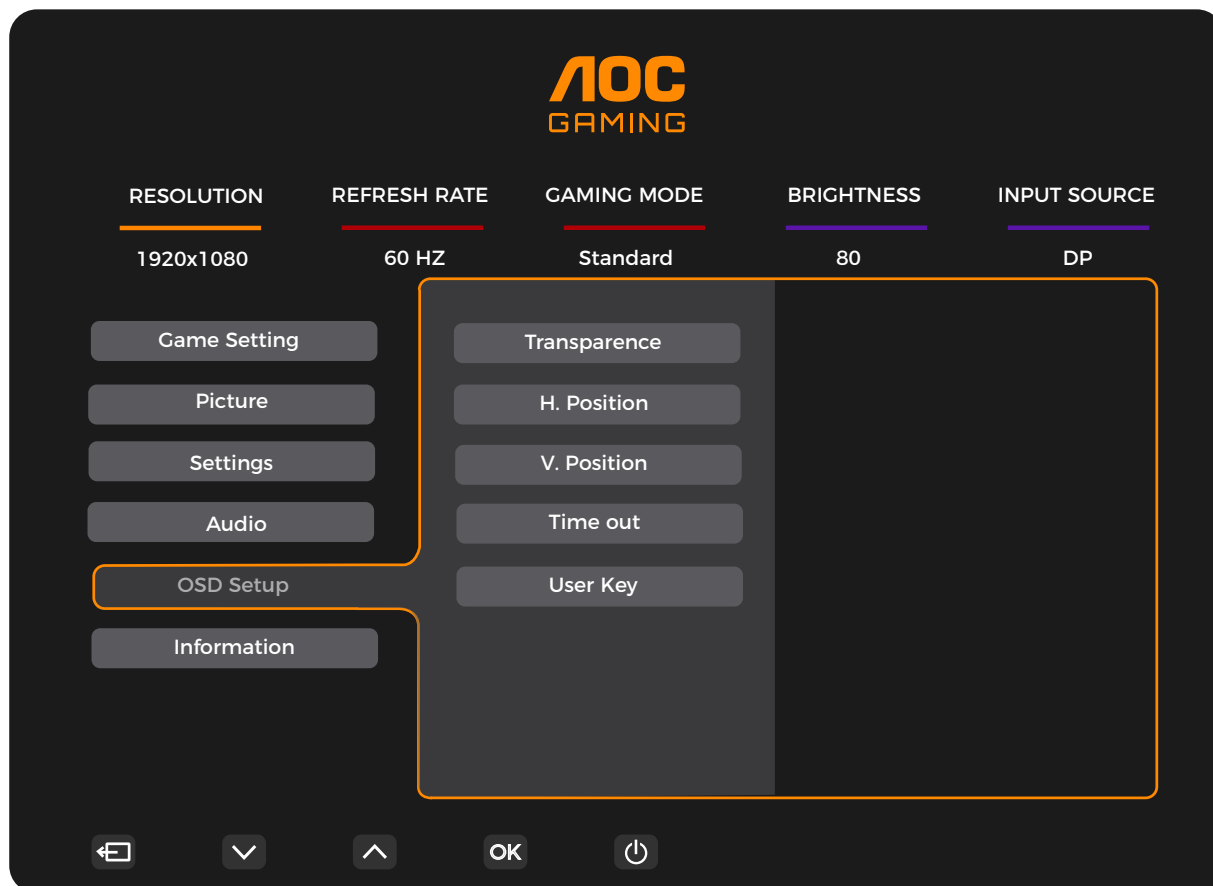 AOC
GAMING
RESOLUTION REFRESH RATE GAMING MODE BRIGHTNESS INPUT SOURCE
1920x1080 60 HZ Standard 80 DP
Game Setting Transparence
Picture H. Position
Settings V. Position
Audio Time out
OSD Setup User Key
Information
OK